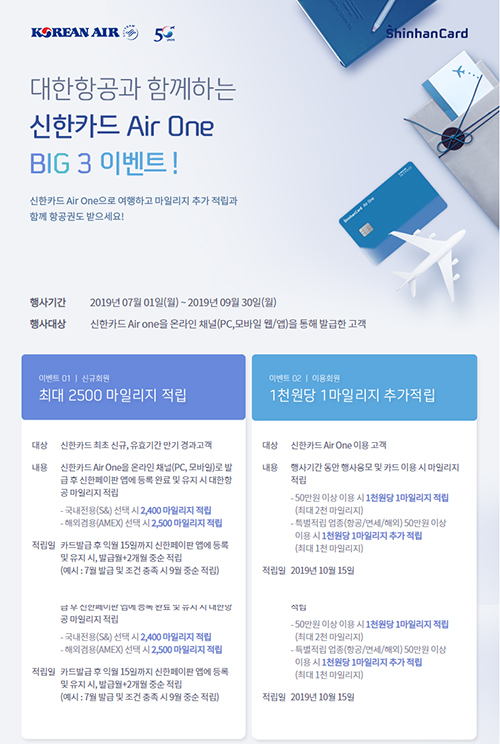 KOREAN AIR
50
ShinhanCard
대한항공과 함께하는
신한카드 Air One
BIG 3 이벤트 !
신한카드 Air One으로 여행하고 마일리지 추가 적립과
함께 항공권도 받으세요!
ShinhanCard Air One
행사기간 2019년 07월 01일(월) ~ 2019년 09월 30일(월)
행사대상 신한카드 Air one을 온라인 채널(PC,모바일 웹/앱)을 통해 발급한 고객
이벤트 01 | 신규회원
최대 2500 마일리지 적립
대상 신한카드 최초 신규, 유효기간 만기 경과고객
내용 신한카드 Air One을 온라인 채널(PC, 모바일)로 발
급 후 신한페이판 앱에 등록 완료 및 유지 시 대한항
공 마일리지 적립
- 국내전용(S&) 선택 시 2,400 마일리지 적립
- 해외겸용(AMEX) 선택 시 2,500 마일리지 적립
적립일 카드발급 후 익월 15일까지 신한페이판 앱에 등록
및 유지 시, 발급월+2개월 중순 적립
(예시 : 7월 발급 및 조건 충족 시 9월 중순 적립)
급 후 신한페이판 앱에 등록 완료 및 유지 시 대한항
공 마일리지 적립
- 국내전용(S&) 선택 시 2,400 마일리지 적립
- 해외겸용(AMEX) 선택 시 2,500 마일리지 적립
적립일 카드발급 후 익월 15일까지 신한페이판 앱에 등록
및 유지 시, 발급월+2개월 중순 적립
(예시 : 7월 발급 및 조건 충족 시 9월 중순 적립)
이벤트 02 | 이용회원
1천원당 1마일리지 추가적립
대상 신한카드 Air One 이용 고객
내용 행사기간 동안 행사응모 및 카드 이용 시 마일리지
적립
- 50만원 이상 이용 시 1천원당 1마일리지 적립
(최대 2천 마일리지)
- 특별적립 업종(항공/면세/해외) 50만원 이상
이용 시 1천원당 1마일리지 추가 적립
(최대 1천 마일리지)
적립일 2019년 10월 15일
적립
- 50만원 이상 이용 시 1천원당 1마일리지 적립
(최대 2천 마일리지)
- 특별적립 업종(항공/면세/해외) 50만원 이상
이용 시 1천원당 1마일리지 추가 적립
(최대 1천 마일리지)
적립일 2019년 10월 15일